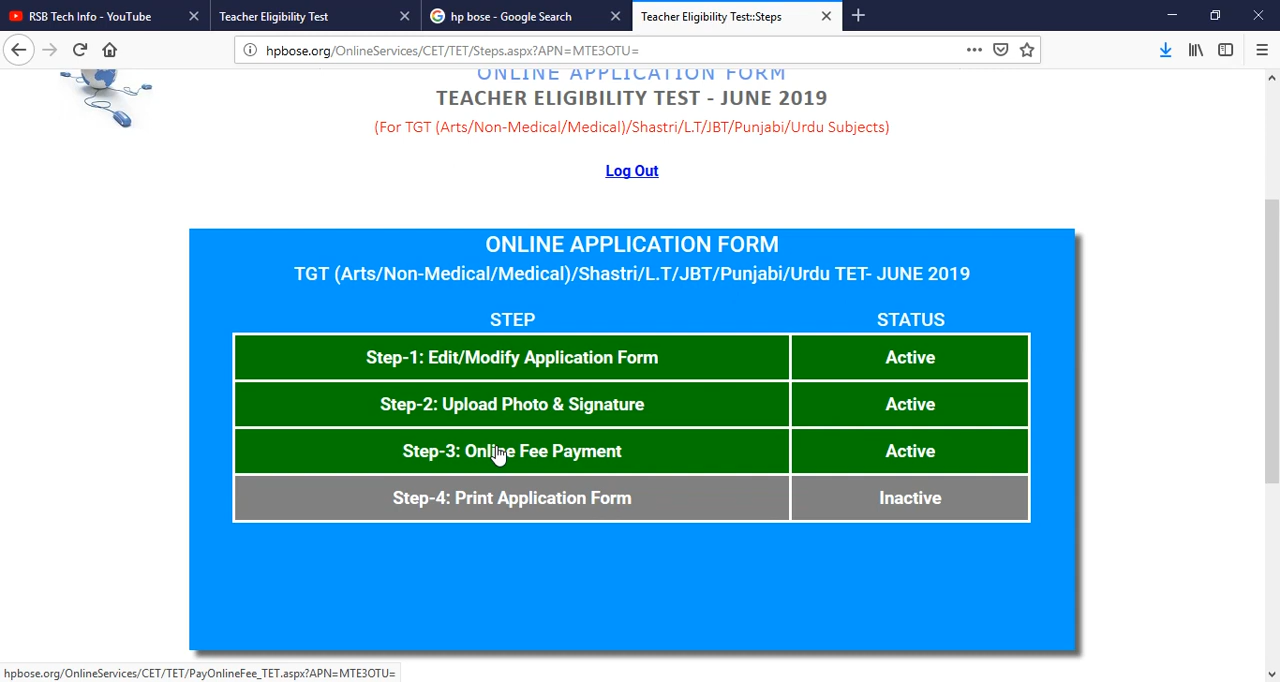 RSB Tech Info - YouTube
Teacher Eligibility Test
hp bose - Google Search
Teacher Eligibility Test::Steps
hpbose.org/OnlineServices/CET/TET/Steps.aspx?APN=MTE3OTU=
ONLINE APPLICATION FORM
TEACHER ELIGIBILITY TEST - JUNE 2019
(For TGT (Arts/Non-Medical/Medical)/Shastri/L.T/JBT/Punjabi/Urdu Subjects)
Log Out
ONLINE APPLICATION FORM
TGT (Arts/Non-Medical/Medical)/Shastri/L.T/JBT/Punjabi/Urdu TET- JUNE 2019
STEP STATUS
Step-1: Edit/Modify Application Form Active
Step-2: Upload Photo & Signature Active
Step-3: Online Fee Payment Active
Step-4: Print Application Form Inactive
hpbose.org/OnlineServices/CET/TET/PayOnlineFee_TET.aspx?APN=MTE3OTU=